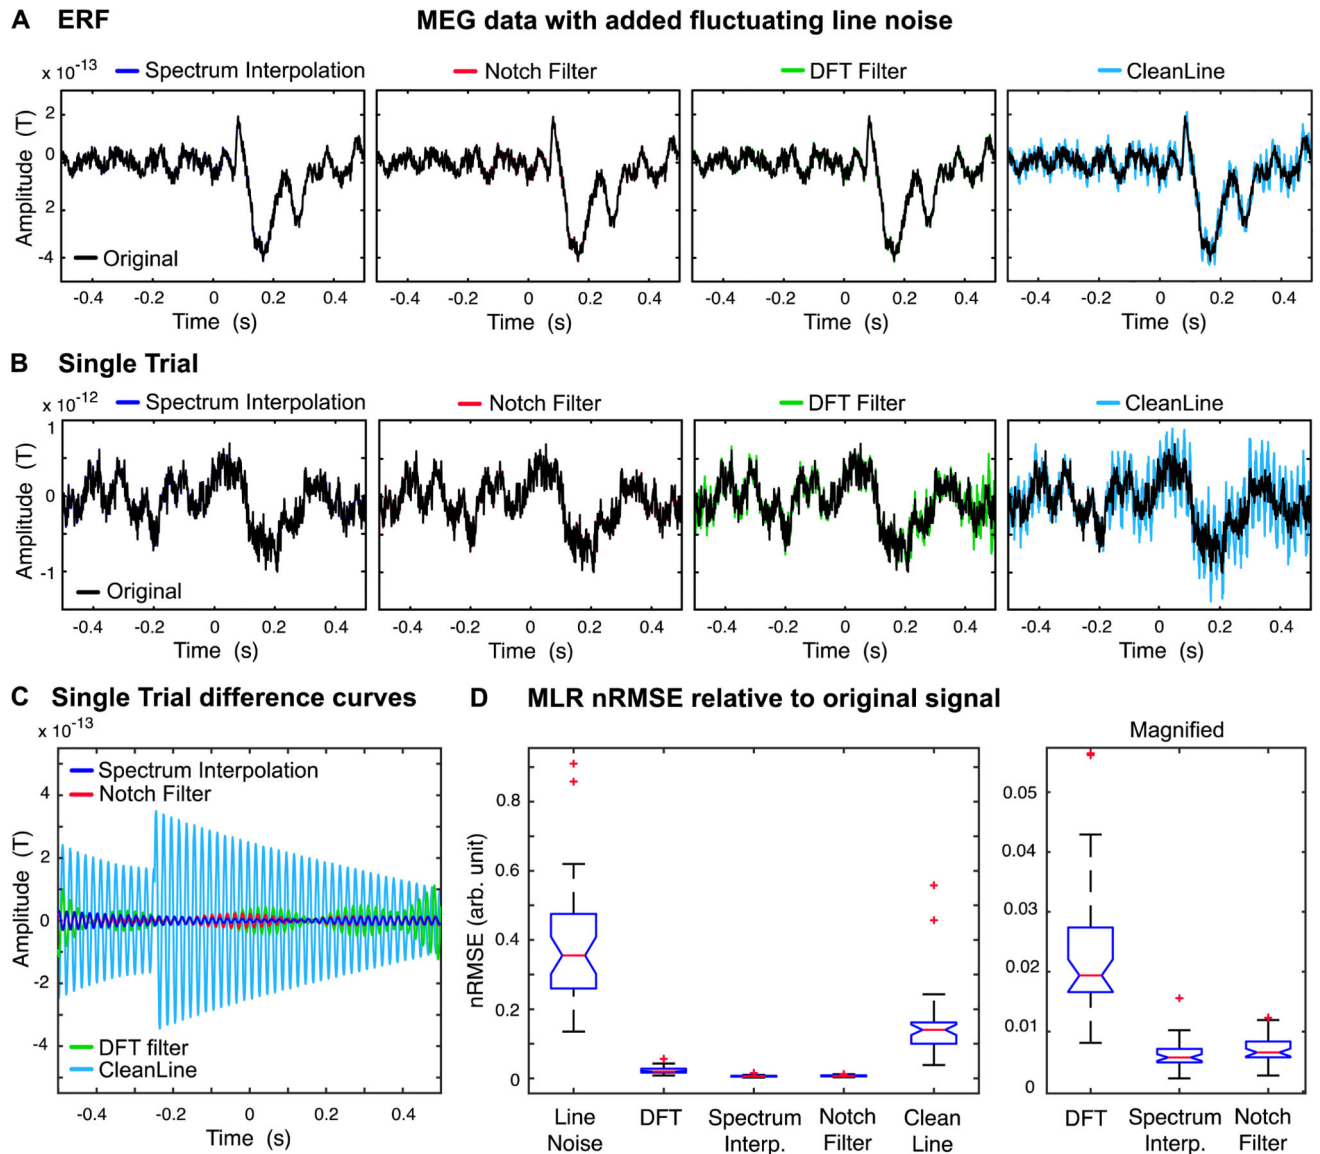 A ERF MEG data with added fluctuating line noise
x 10-13 Spectrum Interpolation Notch Filter DFT Filter CleanLine
Amplitude (T)
2
0
2
-4
Original
-0.4 -0.2 0 0.2 0.4 -0.4 -0.2 0 0.2 0.4 -0.4 -0.2 0 0.2 0.4 -0.4 -0.2 0 0.2 0.4
Time (s) Time (s) Time (s) Time (s)
B Single Trial
x 10-12 Spectrum Interpolation Notch Filter DFT Filter CleanLine
Amplitude (T)
1
0
-1
Original
-0.4 -0.2 0 0.2 0.4 -0.4 -0.2 0 0.2 0.4 -0.4 -0.2 0 0.2 0.4 -0.4 -0.2 0 0.2 0.4
Time (s) Time (s) Time (s) Time (s)
C Single Trial difference curves
x 10-13
Spectrum Interpolation
Notch Filter
Amplitude (T)
4
2
0
-2
-4
DFT filter
CleanLine
-0.4 -0.2 0 0.2 0.4
Time (s)
D MLR nRMSE relative to original signal
nRMSE (arb. unit)
0.8
0.6
0.4
0.2
0
Line Noise
DFT
Spectrum Interp.
Notch Filter
Clean Line
Magnified
0.05
0.04
0.03
0.02
0.01
0
DFT
Spectrum Interp.
Notch Filter